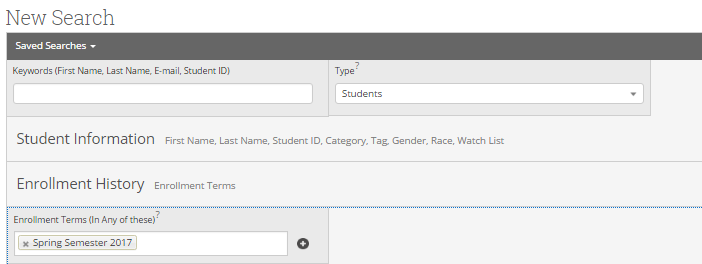 New Search
Saved Searches
Keywords (First Name, Last Name, E-mail, Student ID)
Type?
Students
Student Information First Name, Last Name, Student ID, Category, Tag, Gender, Race, Watch List
Enrollment History Enrollment Terms
Enrollment Terms (In Any of these)?
× Spring Semester 2017